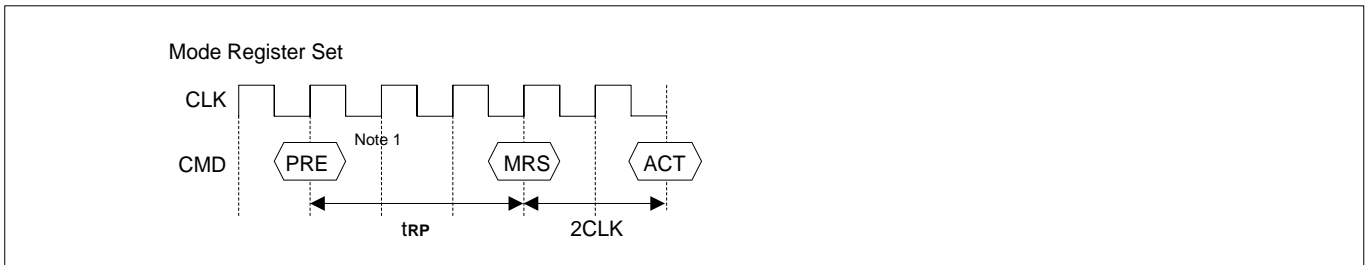 Mode Register Set
CLK
Note 1
CMD PRE MRS ACT
tRP 2CLK